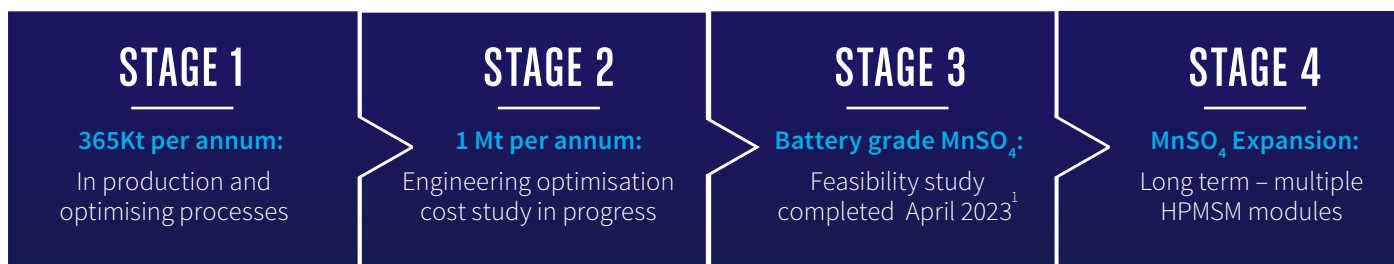 STAGE 1
365Kt per annum:
In production and
optimising processes
STAGE 2
1 Mt per annum:
Engineering optimisation
cost study in progress
STAGE 3
Battery grade MnSO₄:
Feasibility study
completed April 2023¹
STAGE 4
MnSO₄ Expansion:
Long term – multiple
HPMSM modules